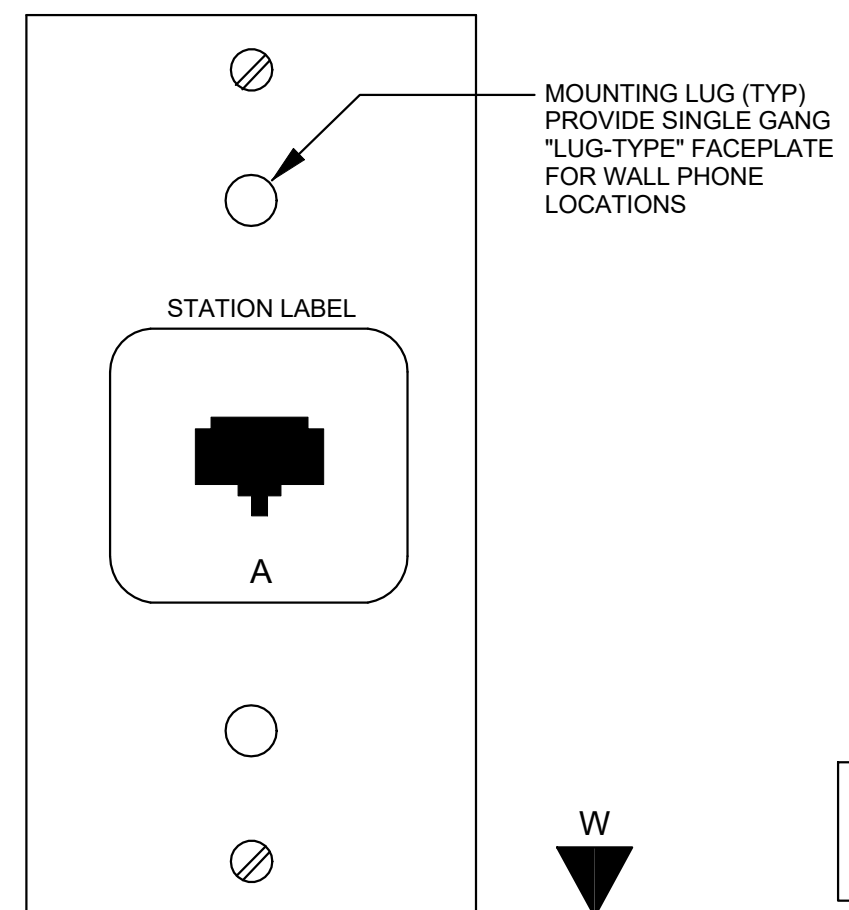 MOUNTING LUG (TYP)
PROVIDE SINGLE GANG
"LUG-TYPE" FACEPLATE
FOR WALL PHONE
LOCATIONS
STATION LABEL
A
W